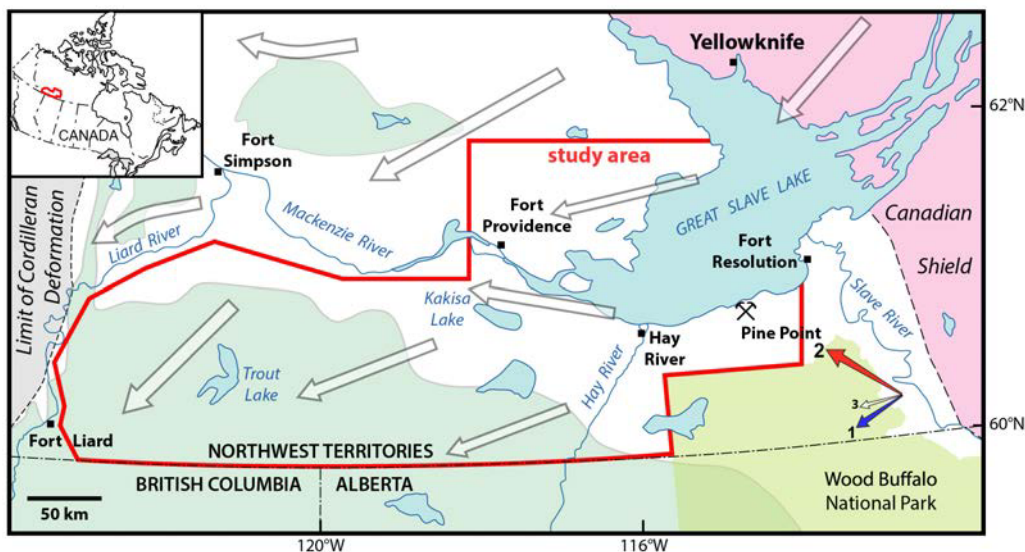 CANADA
Yellowknife
62°N
Fort
Simpson
study area
Limit of Cordilleran
Deformation
Liard River
Mackenzie River
Fort
Providence
GREAT SLAVE LAKE
Canadian
Shield
Fort
Resolution
Slave River
Kakisa
Lake
Pine Point
Hay
River
Hay River
2
3
1
Trout
Lake
Fort Liard
60°N
NORTHWEST TERRITORIES
BRITISH COLUMBIA
ALBERTA
Wood Buffalo
National Park
50 km
120°W
116°W